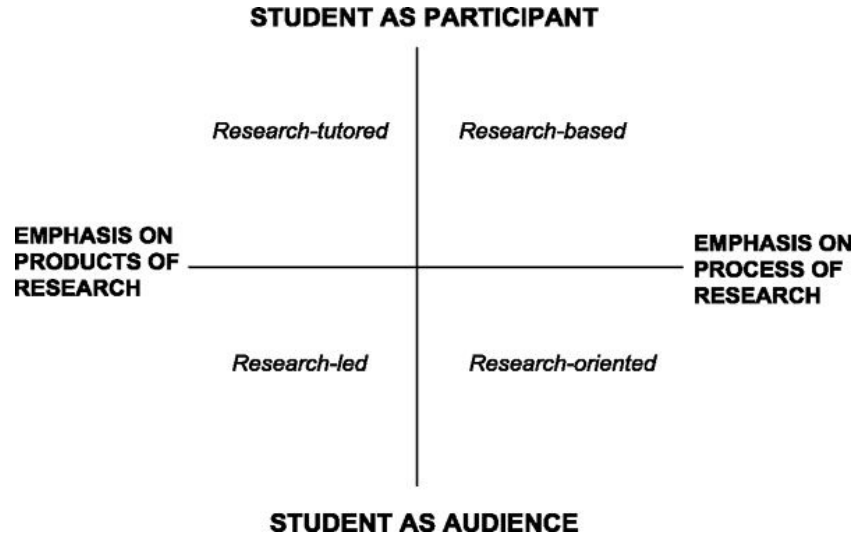 STUDENT AS PARTICIPANT
Research-tutored
Research-based
EMPHASIS ON
PRODUCTS OF
RESEARCH
EMPHASIS ON
PROCESS OF
RESEARCH
Research-led
Research-oriented
STUDENT AS AUDIENCE